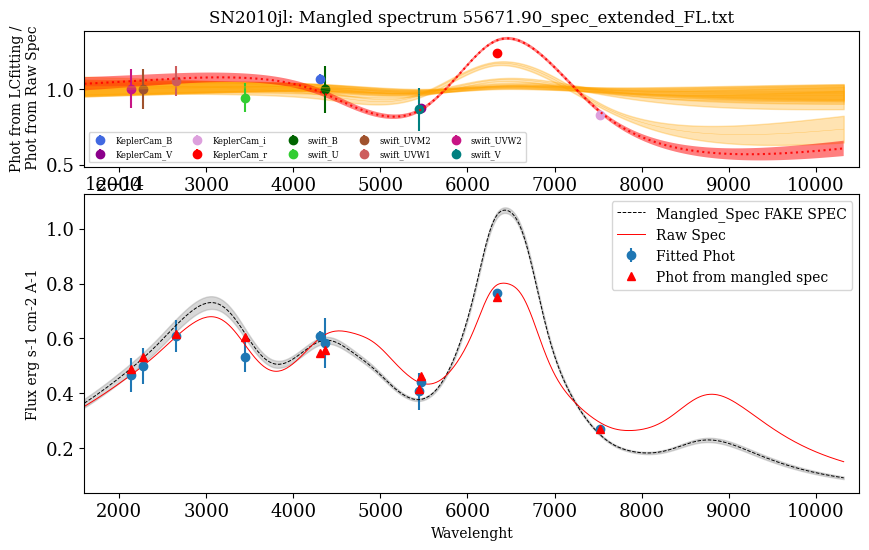 SN2010jl: Mangled spectrum 55671.90_spec_extended_FL.txt
Phot from LCfitting /
Phot from Raw Spec
1.0
0.5
KeplerCam_B KeplerCam_i swift_B swift_UVM2 swift_UVW2
KeplerCam_V KeplerCam_r swift_U swift_UVW1 swift_V
2000 3000 4000 5000 6000 7000 8000 9000 10000
1e−14
Flux erg s-1 cm-2 A-1
1.0
0.8
0.6
0.4
0.2
Mangled_Spec FAKE SPEC
Raw Spec
Fitted Phot
Phot from mangled spec
2000 3000 4000 5000 6000 7000 8000 9000 10000
Wavelenght